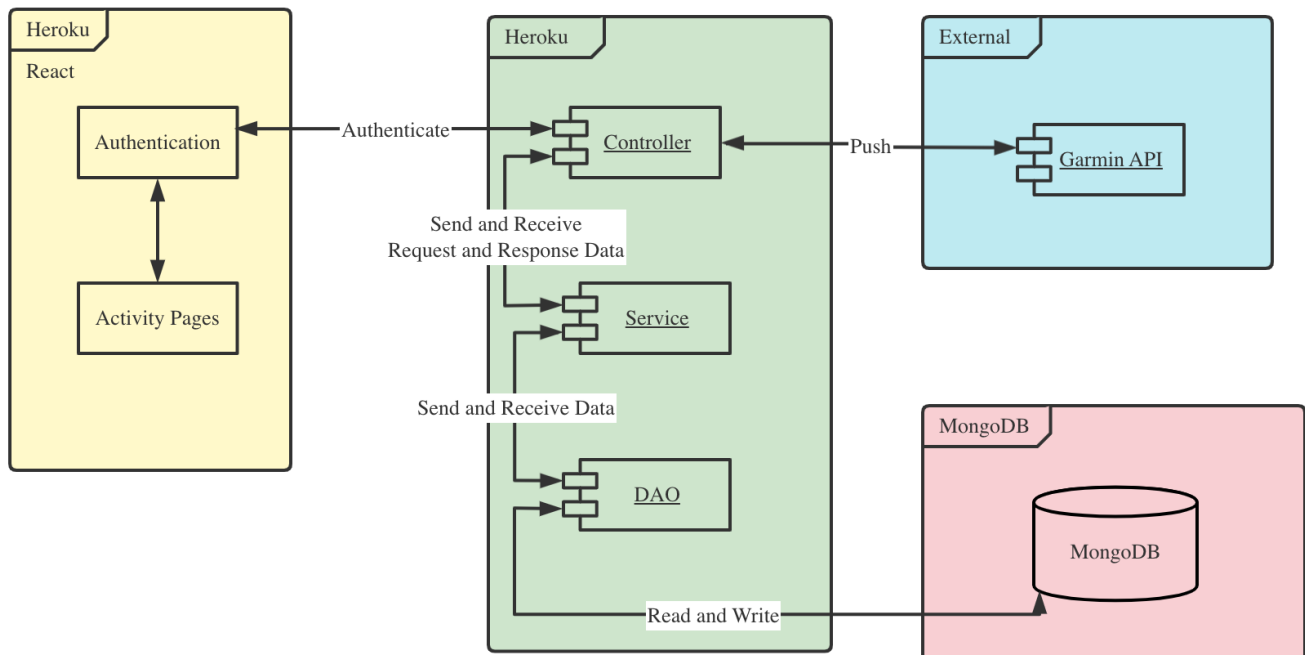 Heroku
React
Authentication
Activity Pages
Authenticate
Heroku
Controller
Send and Receive
Request and Response Data
Service
Send and Receive Data
DAO
Read and Write
Push
External
Garmin API
MongoDB
MongoDB